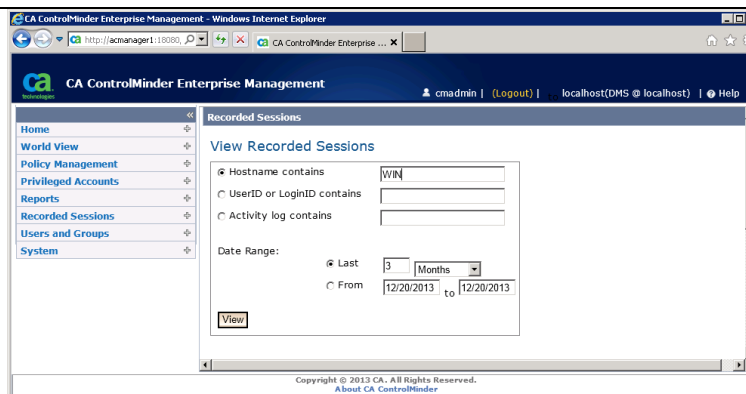 CA ControlMinder Enterprise Management - Windows Internet Explorer
http://acmanager1:18080, CA ControlMinder Enterprise ...
ca technologies CA ControlMinder Enterprise Management
cmadmin | (Logout) | localhost(DMS @ localhost) | Help
Home
World View
Policy Management
Privileged Accounts
Reports
Recorded Sessions
Users and Groups
System
Recorded Sessions
View Recorded Sessions
Hostname contains WIN
UserID or LoginID contains
Activity log contains
Date Range:
Last 3 Months
From 12/20/2013 to 12/20/2013
View
Copyright © 2013 CA. All Rights Reserved.
About CA ControlMinder